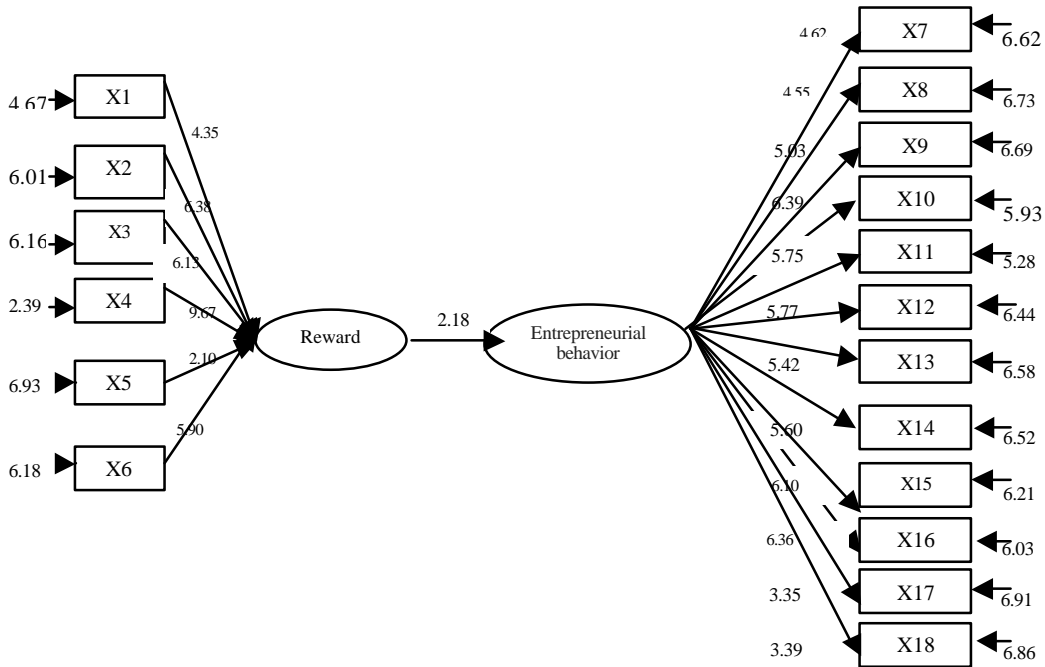 X1
X2
X3
X4
X5
X6
4.67
6.01
6.16
2.39
6.93
6.18
4.35
6.38
6.13
9.67
2.10
5.90
Reward
2.18
Entrepreneurial
behavior
4.62
4.55
5.03
6.39
5.75
5.77
5.42
5.60
6.10
6.36
3.35
3.39
X7
X8
X9
X10
X11
X12
X13
X14
X15
X16
X17
X18
6.62
6.73
6.69
5.93
5.28
6.44
6.58
6.52
6.21
6.03
6.91
6.86